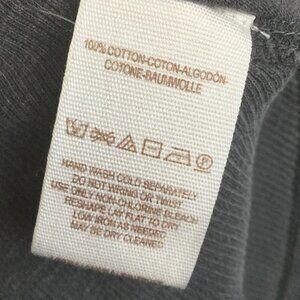 100% COTTON-COTON-ALGODÓN-
COTONE-BAUMWOLLE
HAND WASH COLD SEPARATELY
DO NOT WRING OR TWIST
USE ONLY NON-CHLORINE BLEACH
RESHAPE LAY FLAT TO DRY
LOW IRON AS NEEDED
MAY BE DRY CLEANED